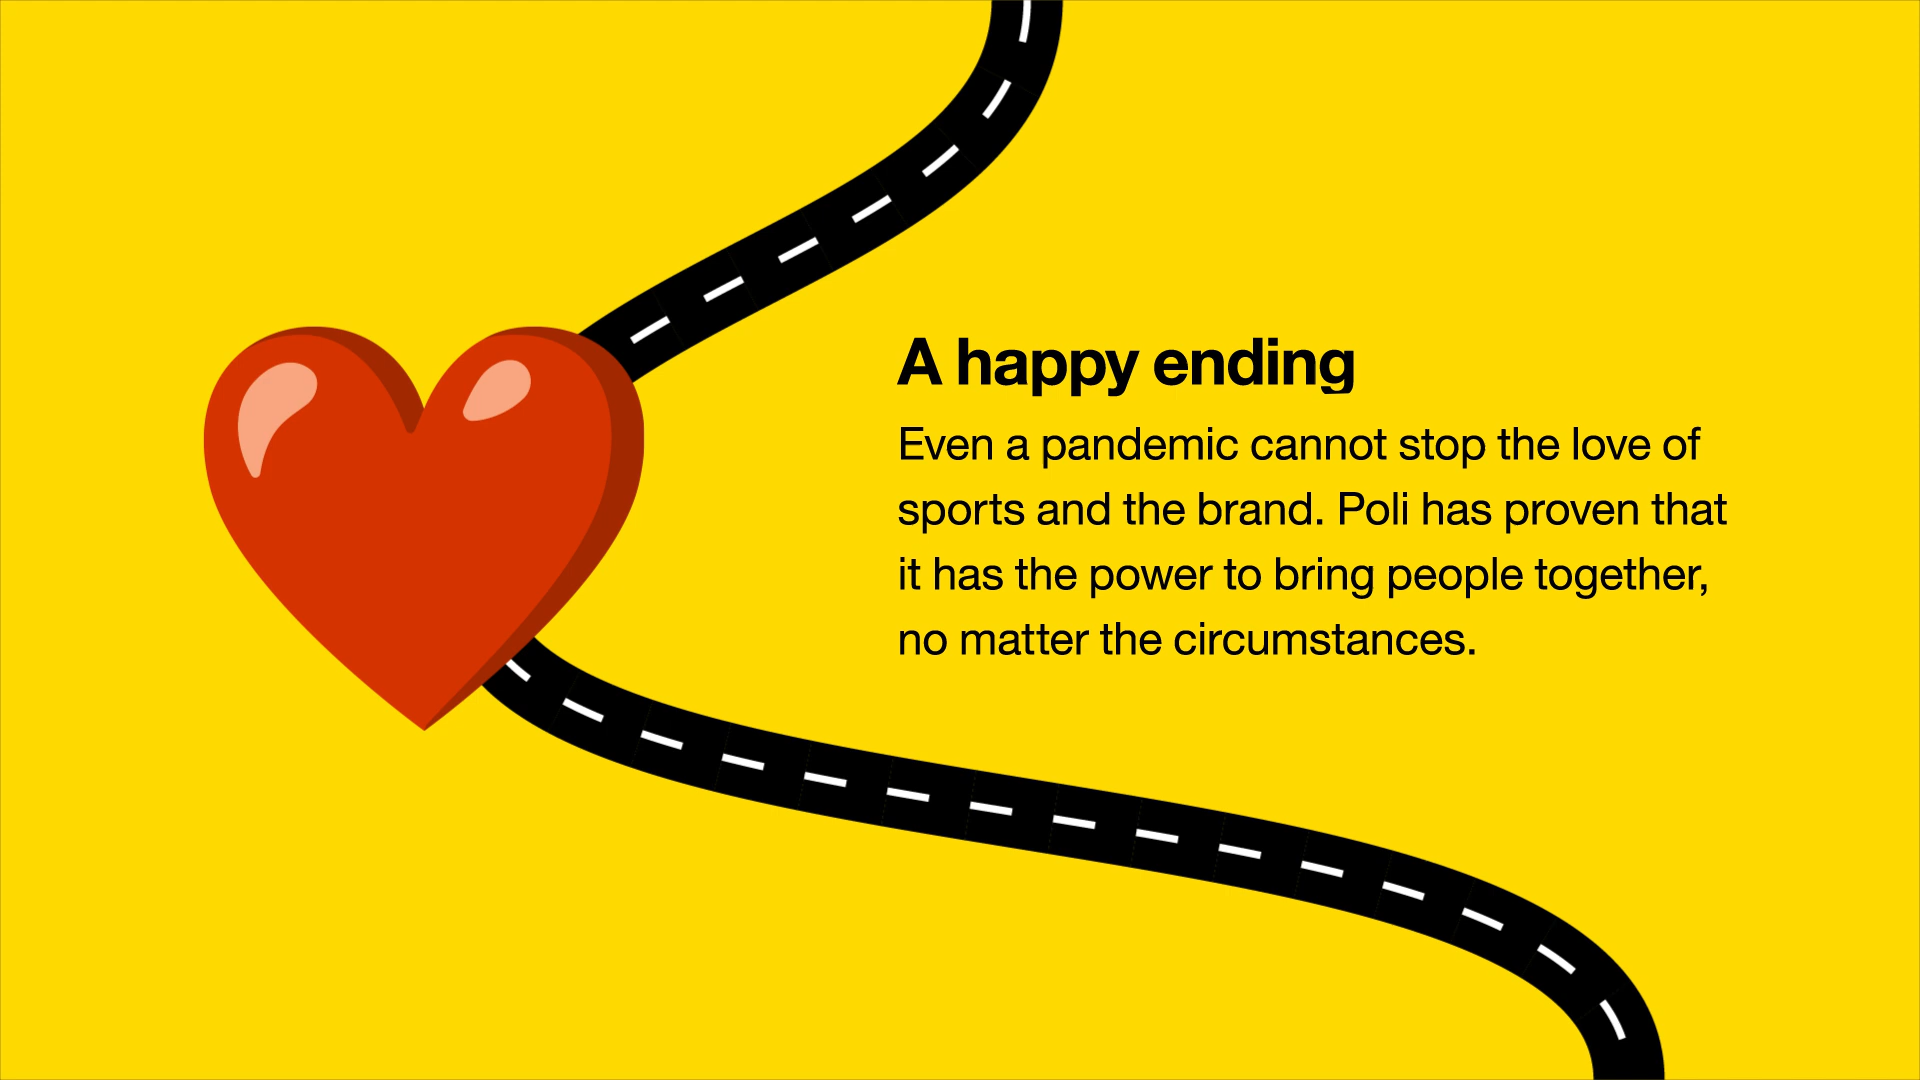 A happy ending
Even a pandemic cannot stop the love of
sports and the brand. Poli has proven that
it has the power to bring people together,
no matter the circumstances.